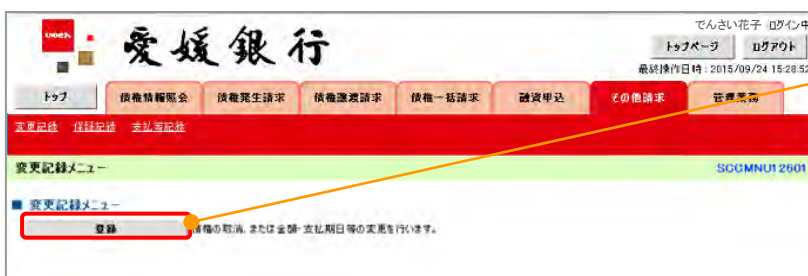 でんさい花子 ログイン中
愛媛銀行
トップページ ログアウト
最終操作日時：2015/09/24 15:28:52
トップ 債権情報照会 債権発生請求 債権譲渡請求 債権一括請求 融資申込 その他請求 管理業務
変更記録 保証記録 支払等記録
変更記録メニュー SCCMNU12601
■ 変更記録メニュー
登録 債権の取消、または金額・支払期日等の変更を行います。